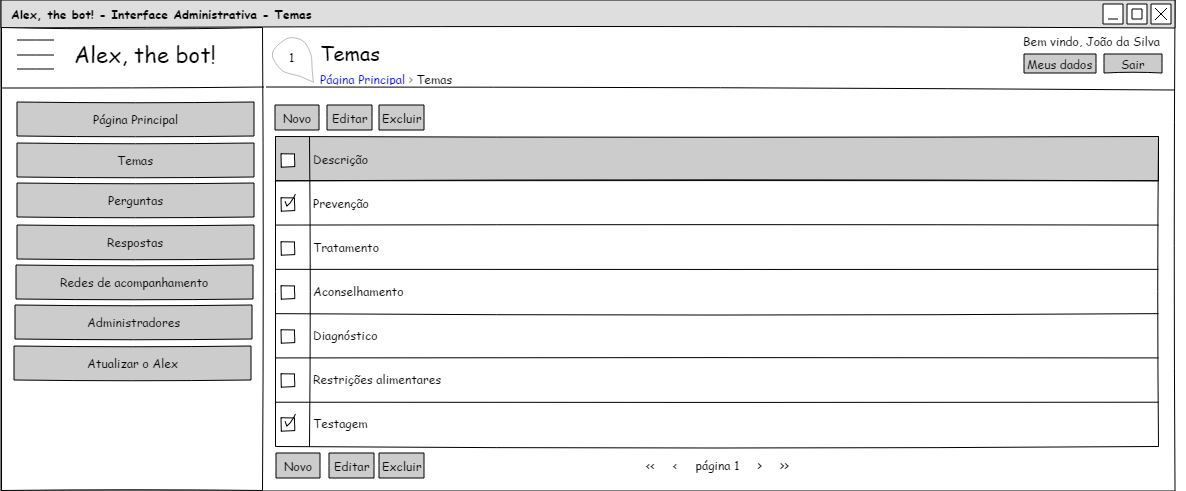 Alex, the bot! - Interface Administrativa - Temas
Alex, the bot!
Página Principal
Temas
Perguntas
Respostas
Redes de acompanhamento
Administradores
Atualizar o Alex
1
Temas
Página Principal > Temas
Bem vindo, João da Silva
Meus dados Sair
Novo Editar Excluir
Descrição
Prevenção
Tratamento
Aconselhamento
Diagnóstico
Restrições alimentares
Testagem
Novo Editar Excluir
<< < página 1 > >>